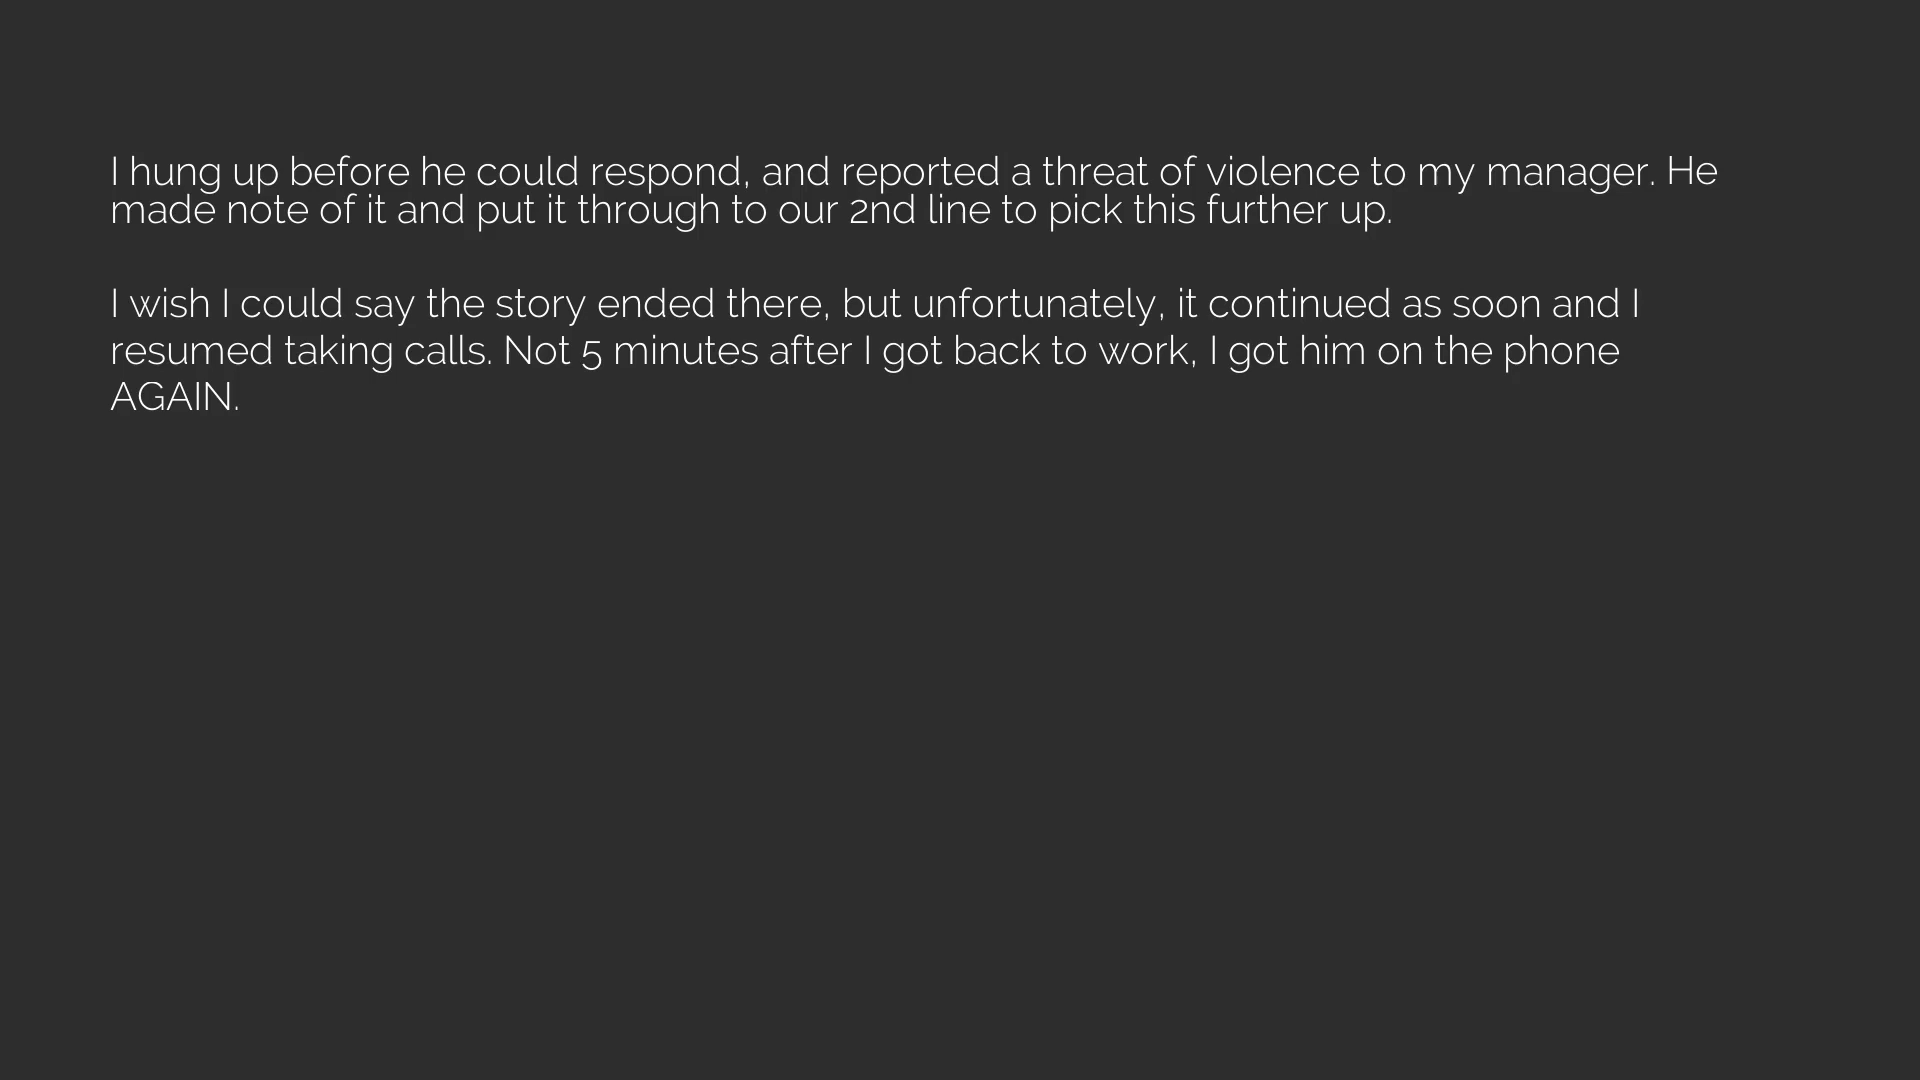 I hung up before he could respond, and reported a threat of violence to my manager. He
made note of it and put it through to our 2nd line to pick this further up.
I wish I could say the story ended there, but unfortunately, it continued as soon and I
resumed taking calls. Not 5 minutes after I got back to work, I got him on the phone
AGAIN.